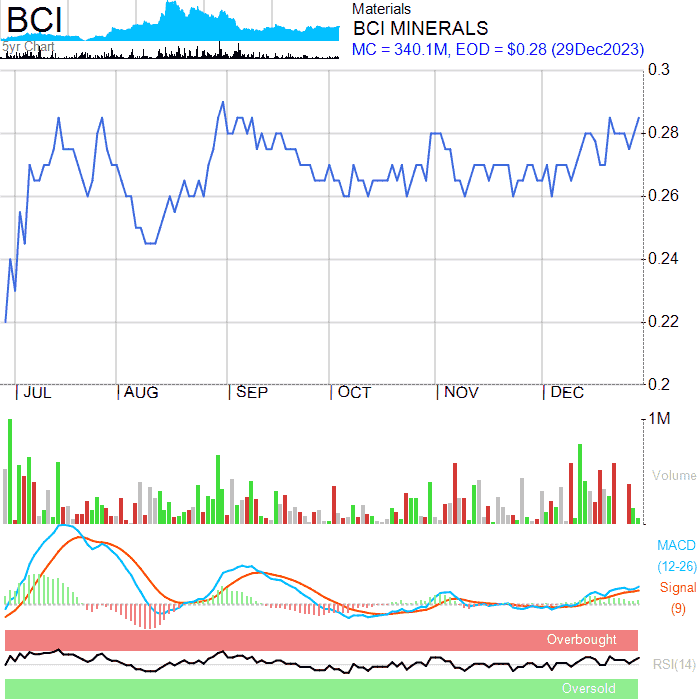 BCI
5yr Chart
Materials
BCI MINERALS
MC = 340.1M, EOD = $0.28 (29Dec2023)
0.3
0.28
0.26
0.24
0.22
0.2
JUL AUG SEP OCT NOV DEC
1M
Volume
MACD
(12-26)
Signal
(9)
Overbought
RSI(14)
Oversold